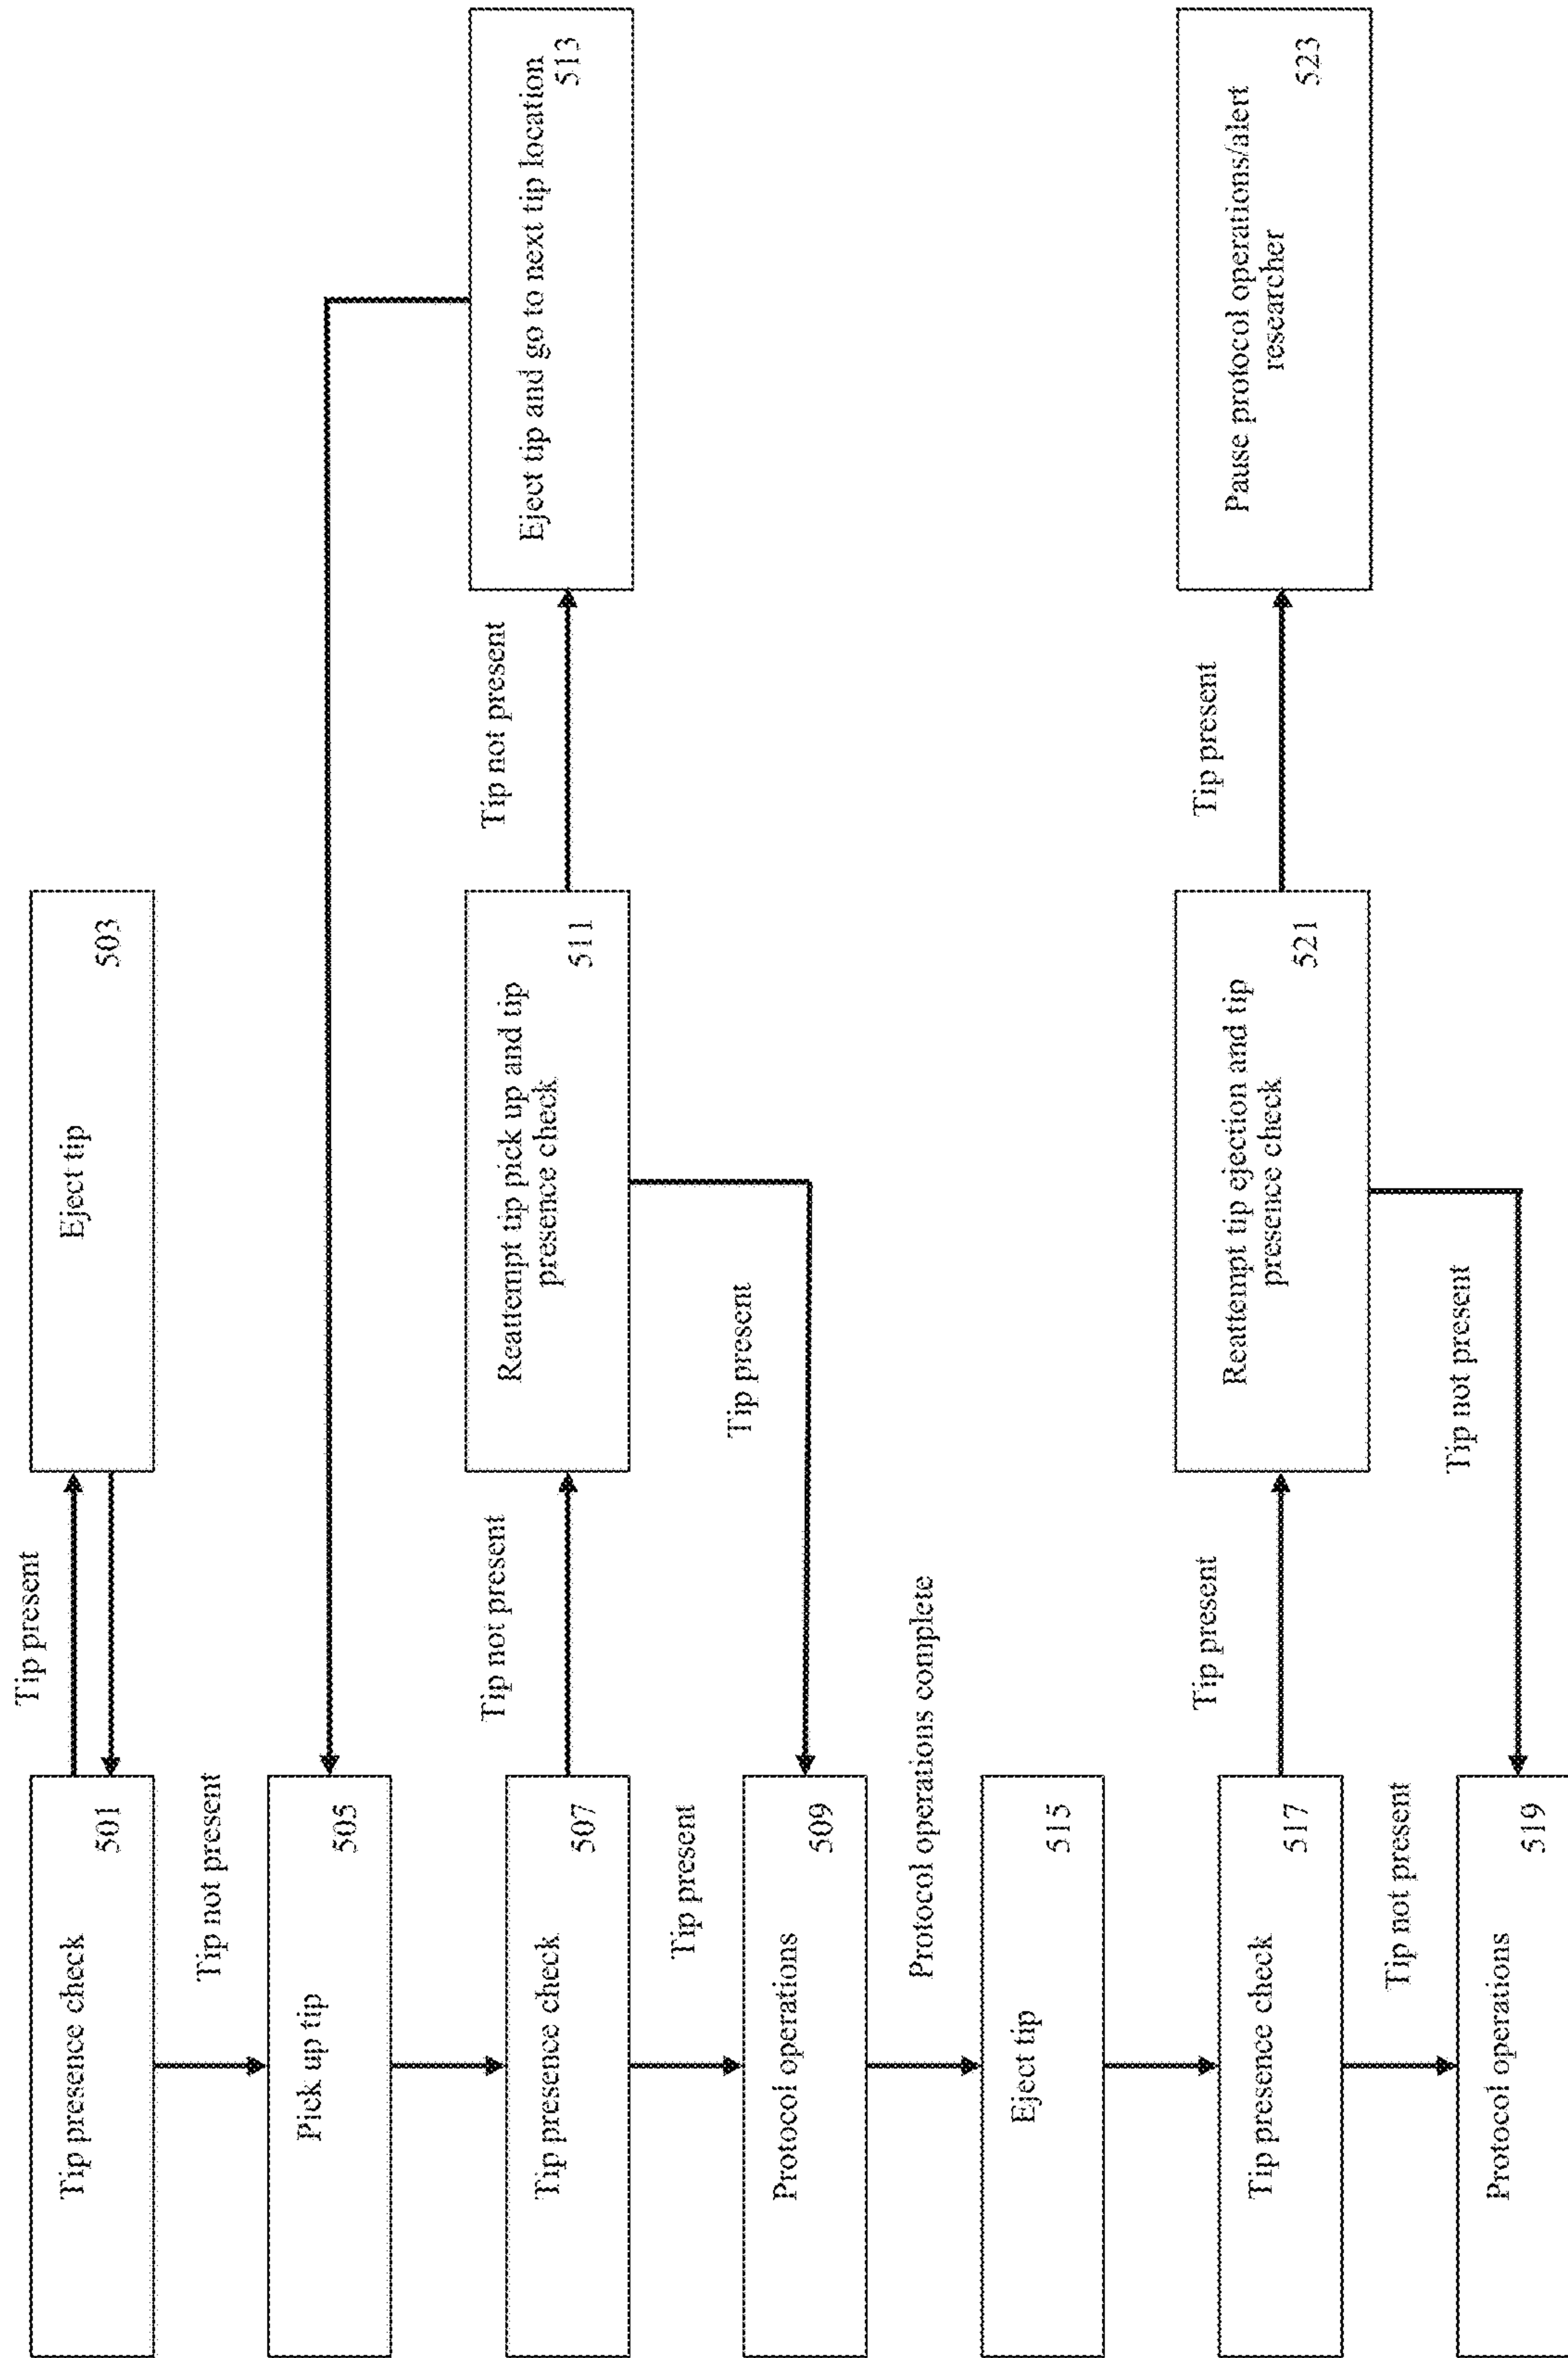 Tip presence check
501
Tip present
Eject tip
503
Tip not present
Pick up tip
505
Tip presence check
507
Tip not present
Reattempt tip pick up and tip
presence check
511
Tip not present
Eject tip and go to next tip location
513
Tip present
Tip present
Protocol operations
509
Protocol operations complete
Eject tip
515
Tip presence check
517
Tip present
Reattempt tip ejection and tip
presence check
521
Tip present
Pause protocol operations/alert
researcher
523
Tip not present
Tip not present
Protocol operations
519